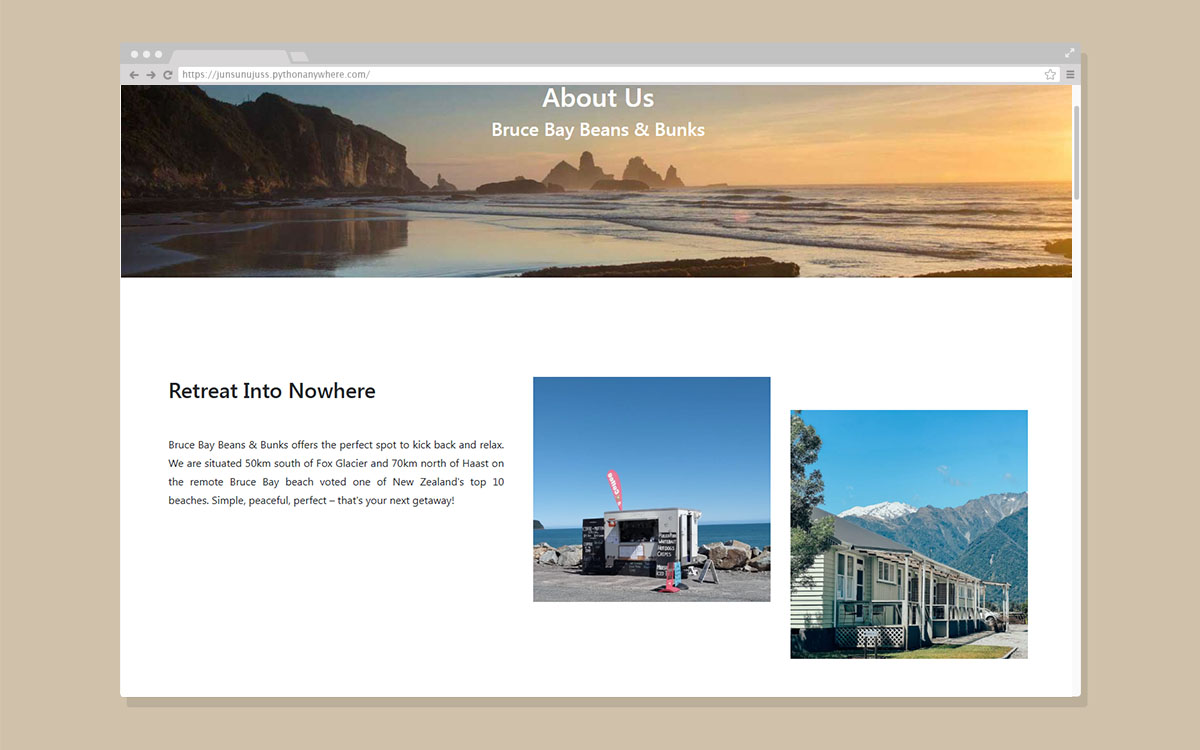 https://junsunujuss.pythonanywhere.com/
About Us
Bruce Bay Beans & Bunks
Retreat Into Nowhere
Bruce Bay Beans & Bunks offers the perfect spot to kick back and relax.
We are situated 50km south of Fox Glacier and 70km north of Haast on
the remote Bruce Bay beach voted one of New Zealand's top 10
beaches. Simple, peaceful, perfect – that's your next getaway!
WHITEBAIT
HOTDOGS
CREPES